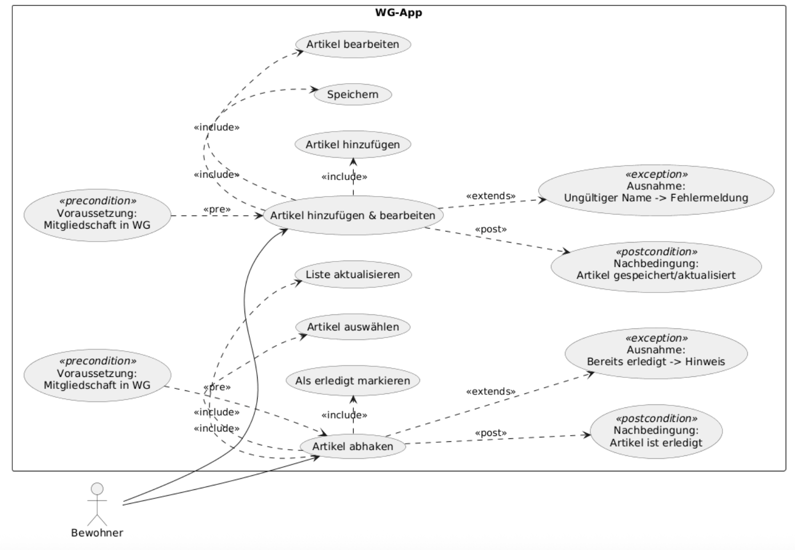 WG-App
Artikel bearbeiten
Speichern
«include»
Artikel hinzufügen
«include»
«include»
«precondition»
Voraussetzung:
Mitgliedschaft in WG
«pre»
Artikel hinzufügen & bearbeiten
«extends»
«exception»
Ausnahme:
Ungültiger Name -> Fehlermeldung
«post»
«postcondition»
Nachbedingung:
Artikel gespeichert/aktualisiert
Liste aktualisieren
Artikel auswählen
«precondition»
Voraussetzung:
Mitgliedschaft in WG
«pre»
Als erledigt markieren
«include»
«include»
«include»
Artikel abhaken
«extends»
«exception»
Ausnahme:
Bereits erledigt -> Hinweis
«post»
«postcondition»
Nachbedingung:
Artikel ist erledigt
Bewohner